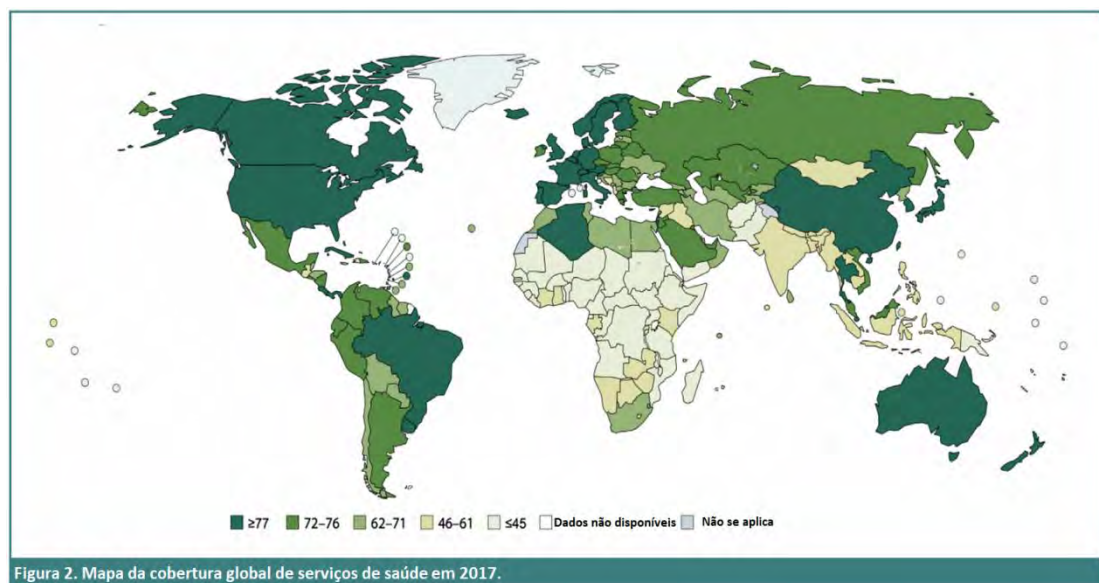 ≥77 72–76 62–71 46–61 ≤45 Dados não disponíveis Não se aplica
Figura 2. Mapa da cobertura global de serviços de saúde em 2017.